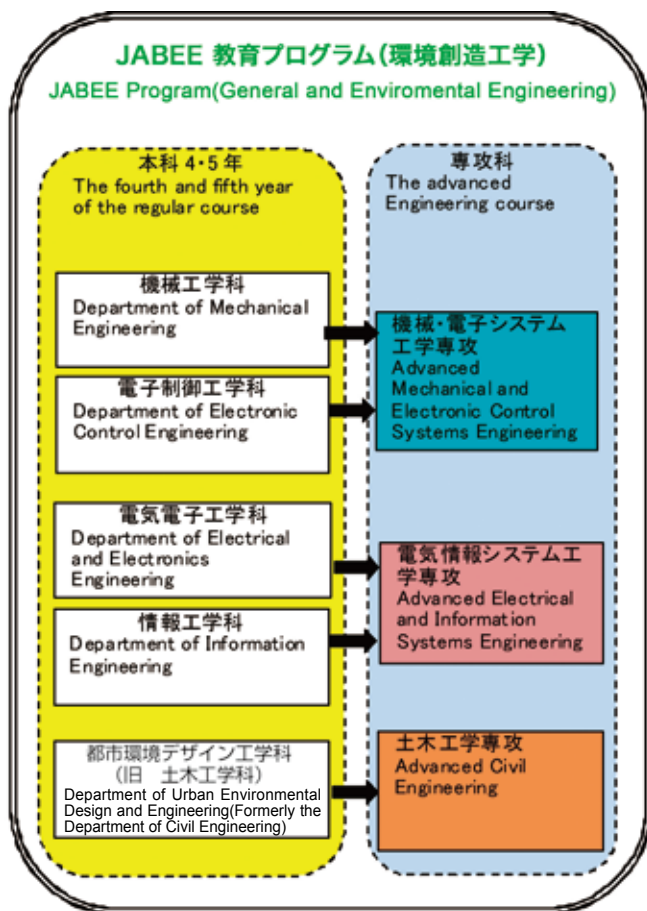 JABEE 教育プログラム(環境創造工学)
JABEE Program(General and Enviromental Engineering)
本科 4・5 年
The fourth and fifth year
of the regular course
機械工学科
Department of Mechanical
Engineering
電子制御工学科
Department of Electronic
Control Engineering
電気電子工学科
Department of Electrical
and Electronics
Engineering
情報工学科
Department of Information
Engineering
都市環境デザイン工学科
(旧 土木工学科)
Department of Urban Environmental
Design and Engineering(Formerly the
Department of Civil Engineering)
専攻科
The advanced
Engineering course
機械・電子システム
工学専攻
Advanced
Mechanical and
Electronic Control
Systems Engineering
電気情報システム工
学専攻
Advanced Electrical
and Information
Systems Engineering
土木工学専攻
Advanced Civil
Engineering